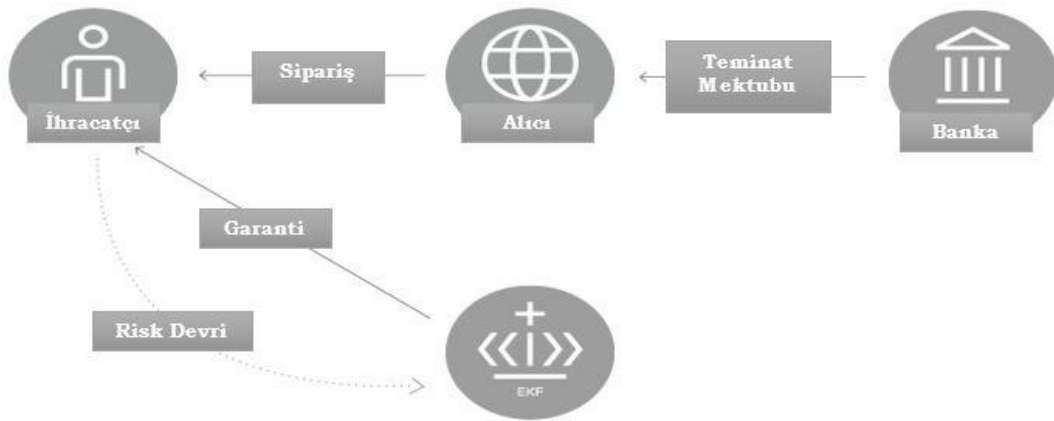 Sipariş
Teminat
Mektubu
İhracatçı
Alıcı
Banka
Garanti
Risk Devri
EKF